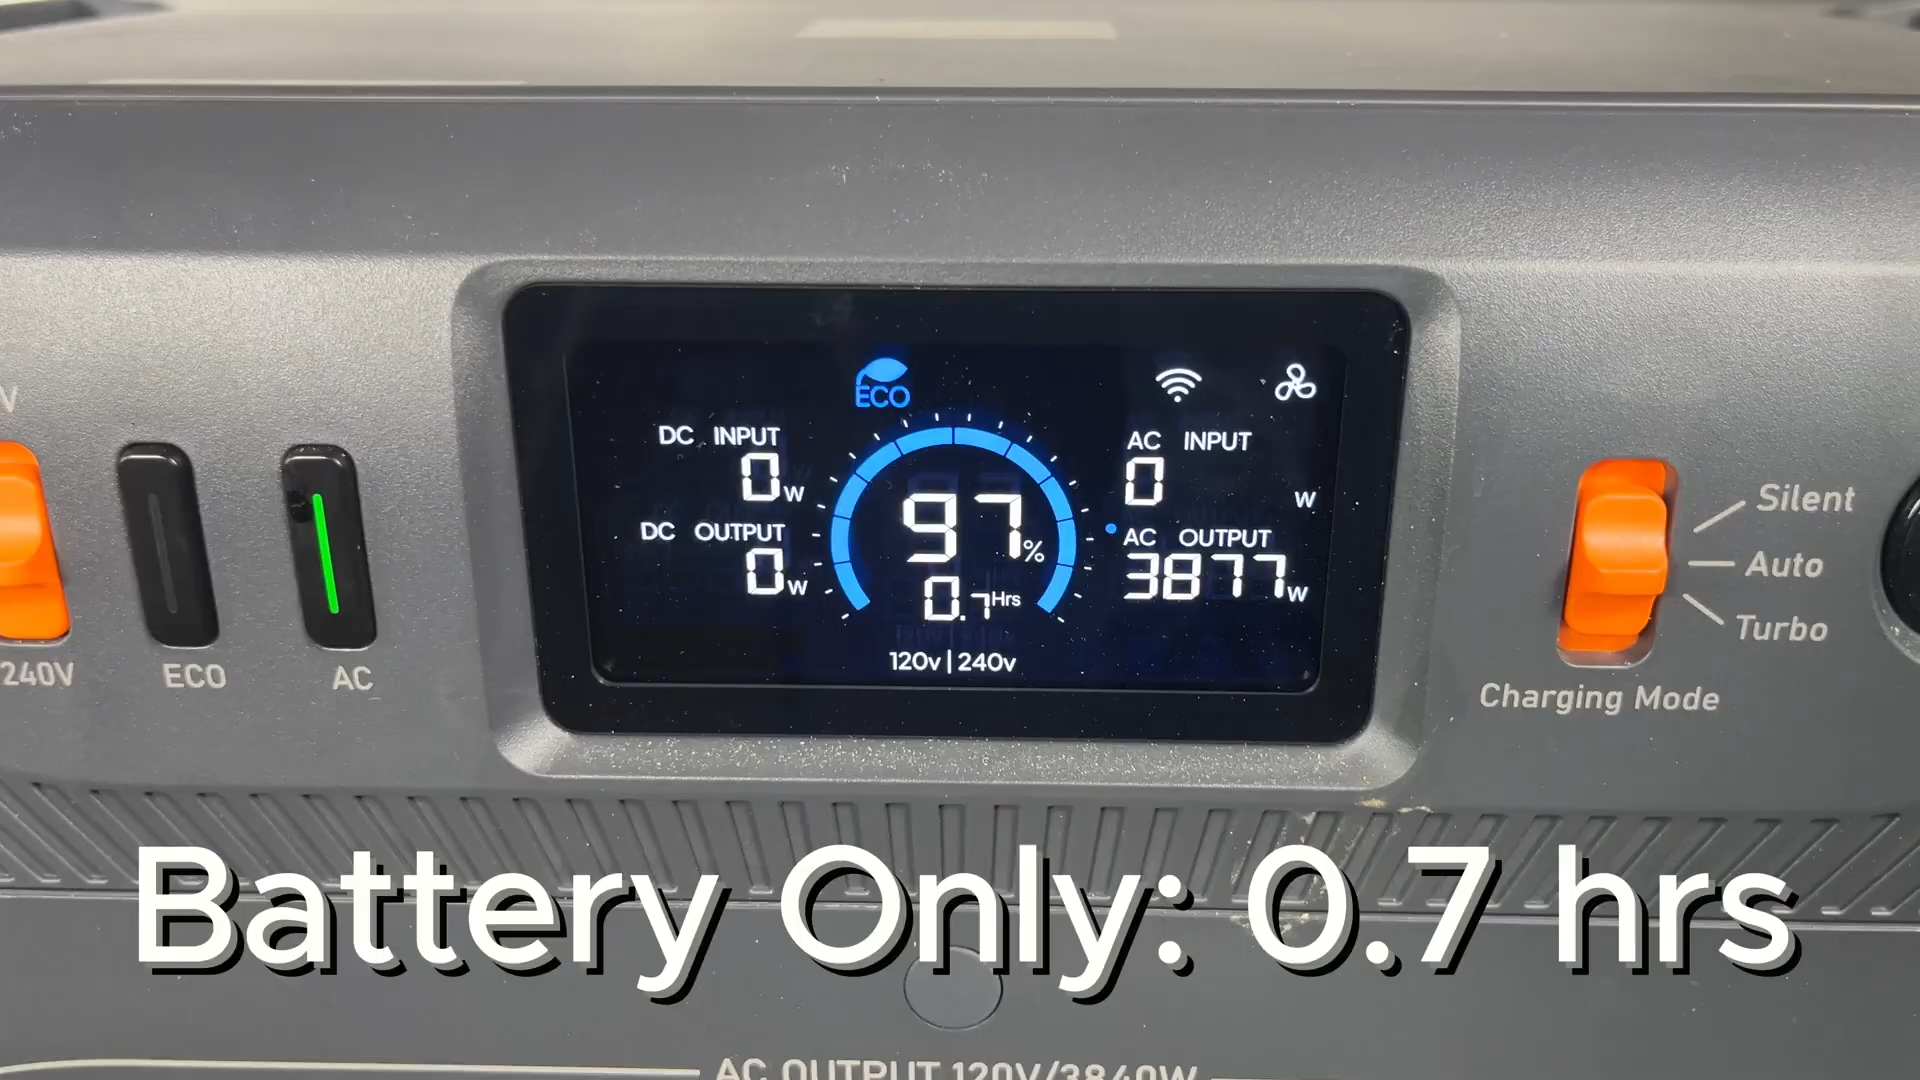 ECO
DC INPUT
0W
DC OUTPUT
0W
97%
0.7Hrs
120v | 240v
AC INPUT
0 W
AC OUTPUT
3877W
V
240V
ECO
AC
Silent
Auto
Turbo
Charging Mode
Battery Only: 0.7 hrs
AC OUTPUT 120V/3840W